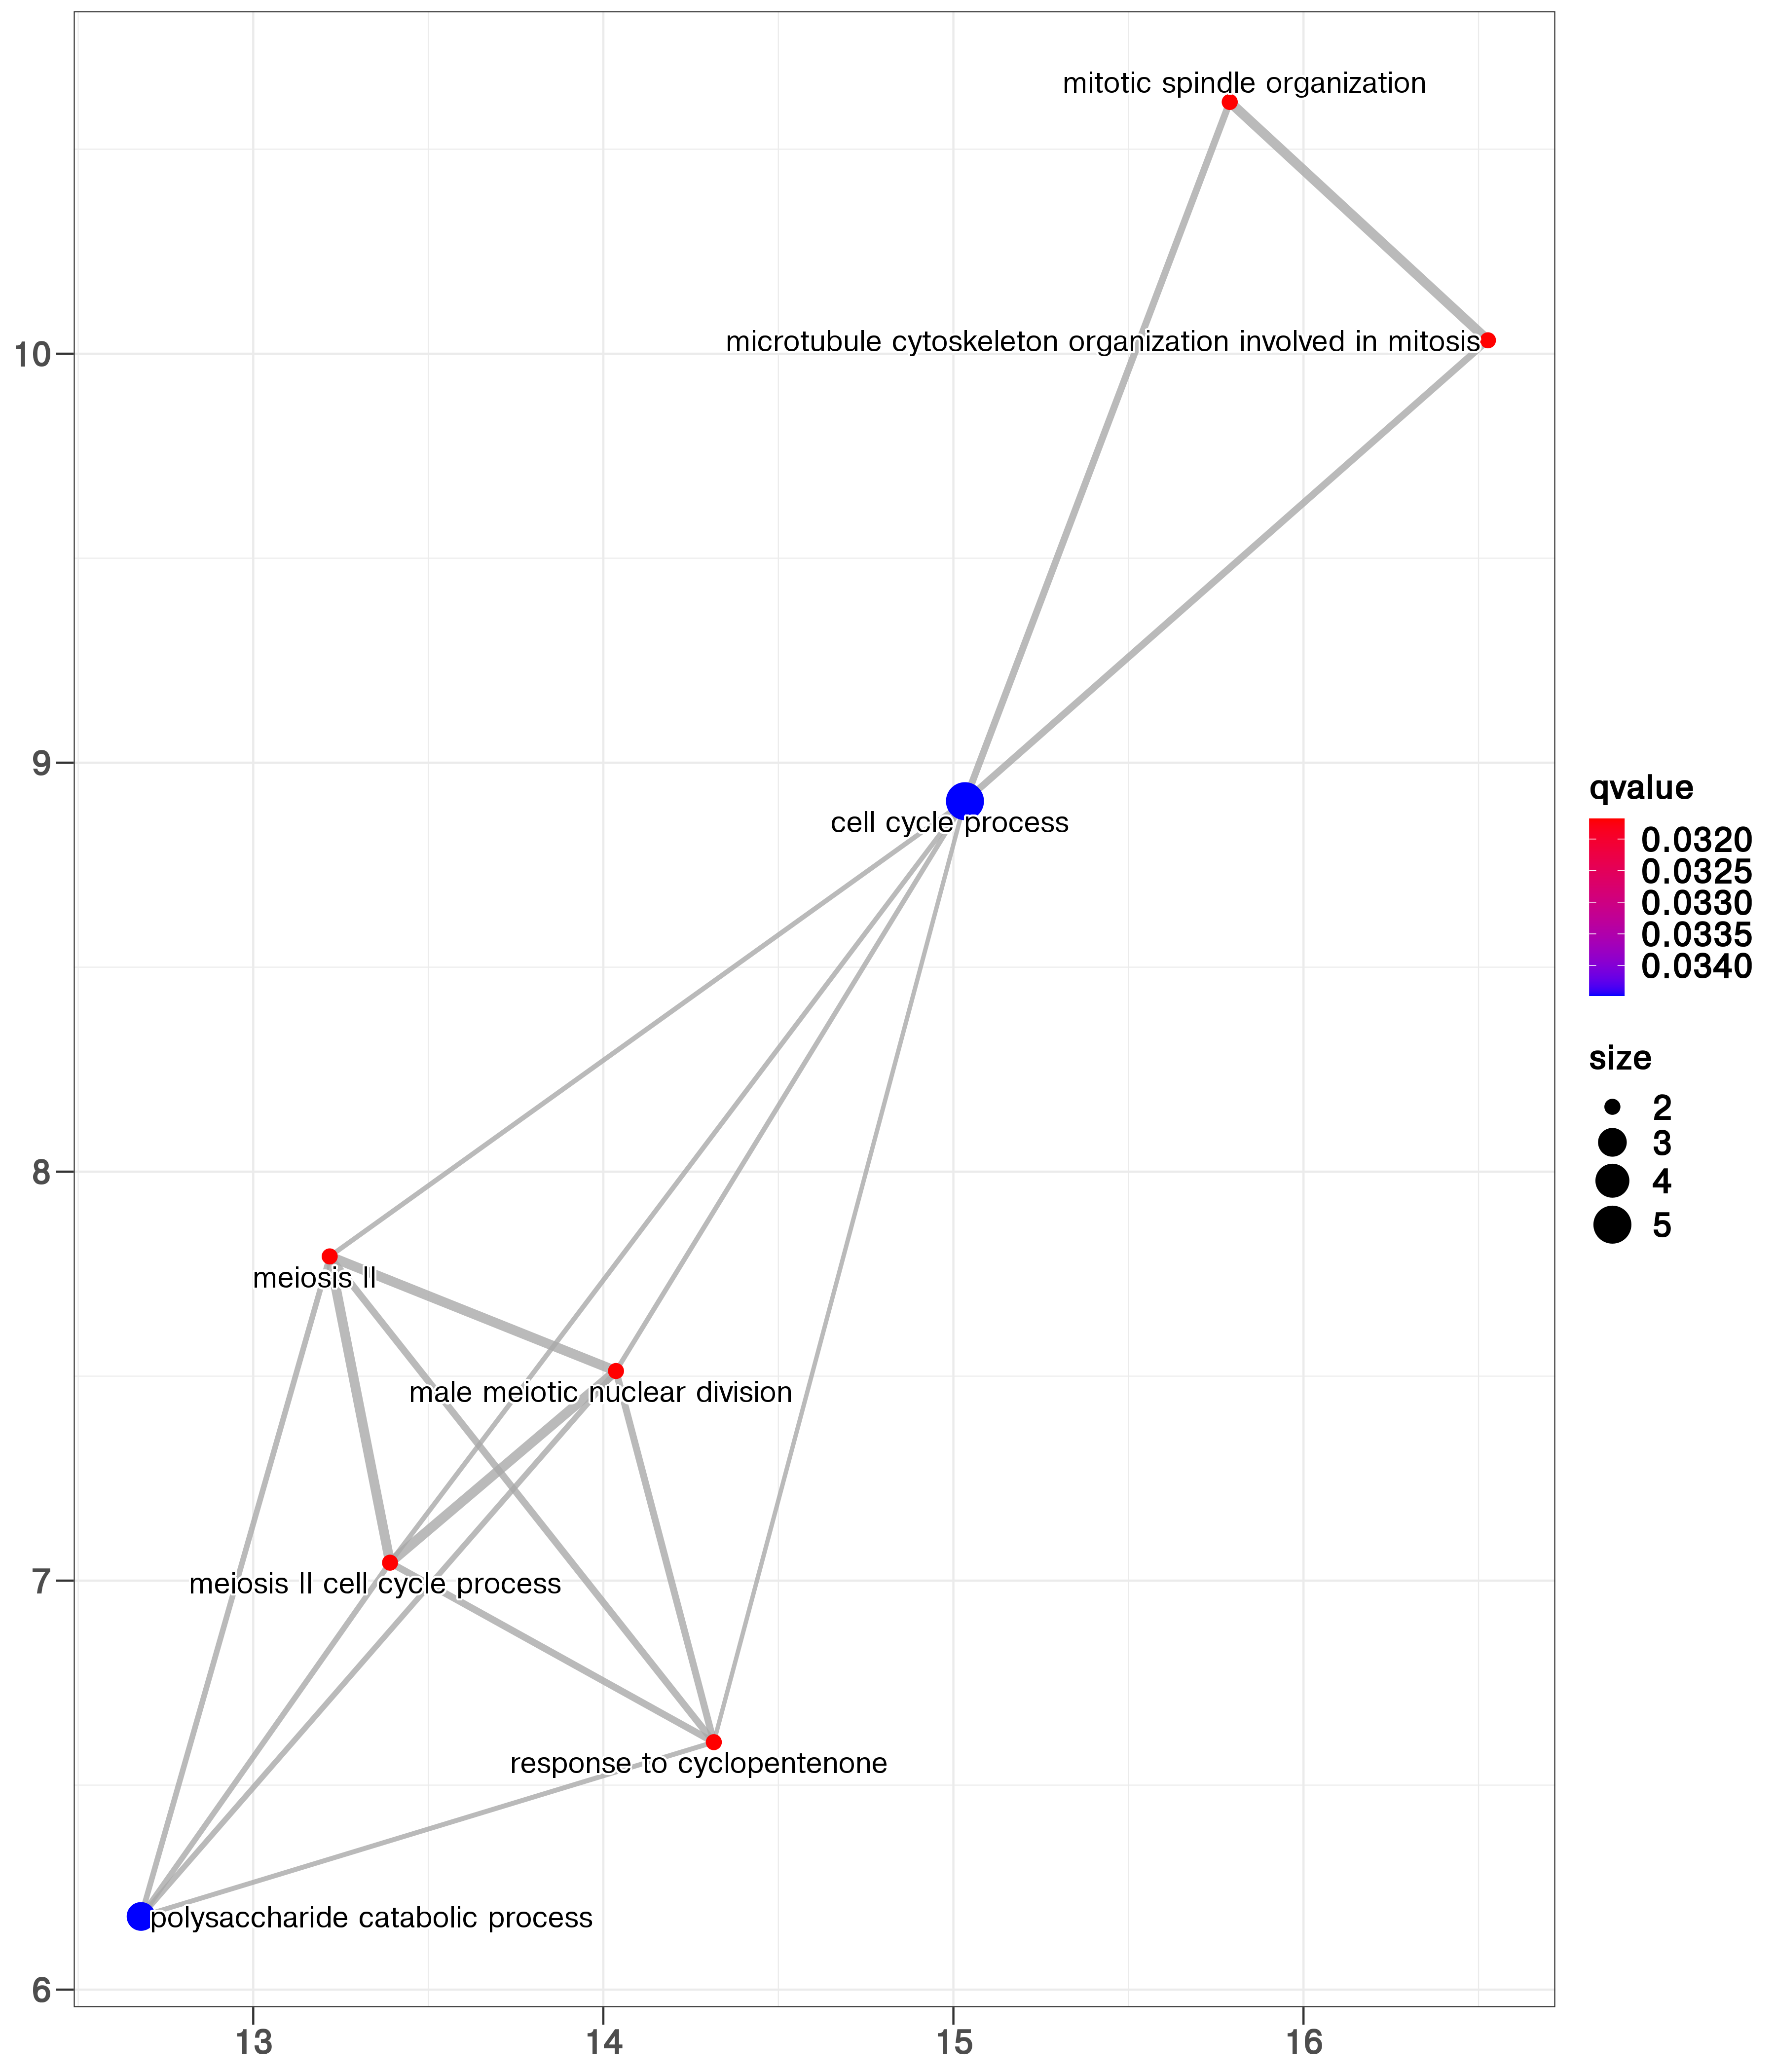 mitotic spindle organization
10
microtubule cytoskeleton organization involved in mitosis
9
cell cycle process
8
meiosis II
male meiotic nuclear division
7
meiosis II cell cycle process
response to cyclopentenone
polysaccharide catabolic process
6
13 14 15 16
qvalue
0.0320
0.0325
0.0330
0.0335
0.0340
size
2
3
4
5